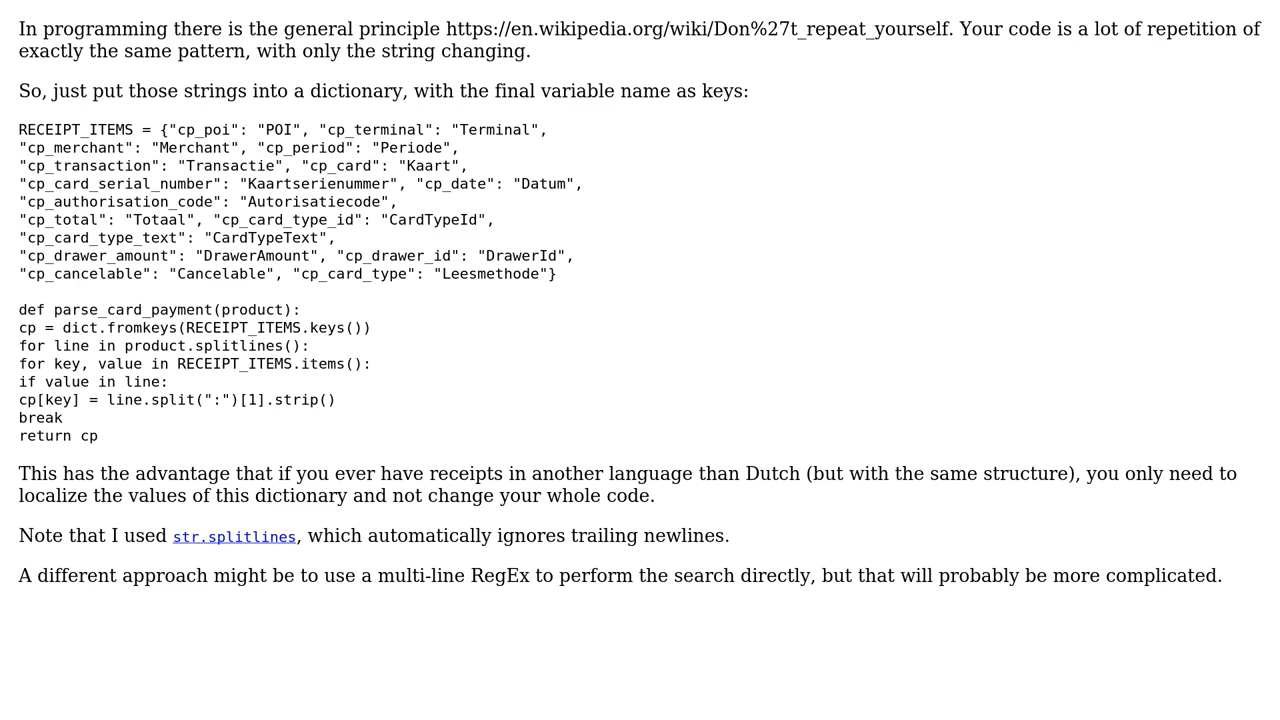 In programming there is the general principle https://en.wikipedia.org/wiki/Don%27t_repeat_yourself. Your code is a lot of repetition of
exactly the same pattern, with only the string changing.
So, just put those strings into a dictionary, with the final variable name as keys:
RECEIPT_ITEMS = {"cp_poi": "POI", "cp_terminal": "Terminal",
"cp_merchant": "Merchant", "cp_period": "Periode",
"cp_transaction": "Transactie", "cp_card": "Kaart",
"cp_card_serial_number": "Kaartserienummer", "cp_date": "Datum",
"cp_authorisation_code": "Autorisatiecode",
"cp_total": "Totaal", "cp_card_type_id": "CardTypeId",
"cp_card_type_text": "CardTypeText",
"cp_drawer_amount": "DrawerAmount", "cp_drawer_id": "DrawerId",
"cp_cancelable": "Cancelable", "cp_card_type": "Leesmethode"}
def parse_card_payment(product):
cp = dict.fromkeys(RECEIPT_ITEMS.keys())
for line in product.splitlines():
for key, value in RECEIPT_ITEMS.items():
if value in line:
cp[key] = line.split(":")[1].strip()
break
return cp
This has the advantage that if you ever have receipts in another language than Dutch (but with the same structure), you only need to
localize the values of this dictionary and not change your whole code.
Note that I used str.splitlines, which automatically ignores trailing newlines.
A different approach might be to use a multi-line RegEx to perform the search directly, but that will probably be more complicated.